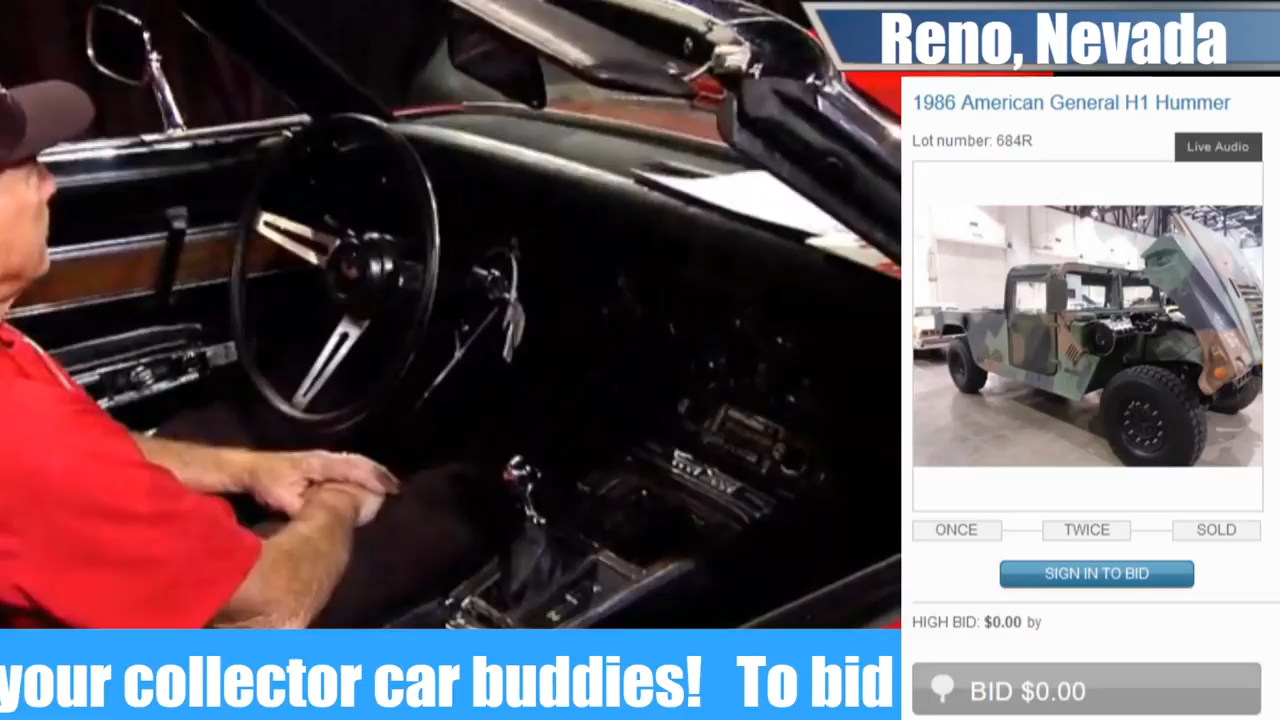 Reno, Nevada
1986 American General H1 Hummer
Lot number: 684R
Live Audio
ONCE
TWICE
SOLD
SIGN IN TO BID
HIGH BID: $0.00 by
BID $0.00
your collector car buddies! To bid